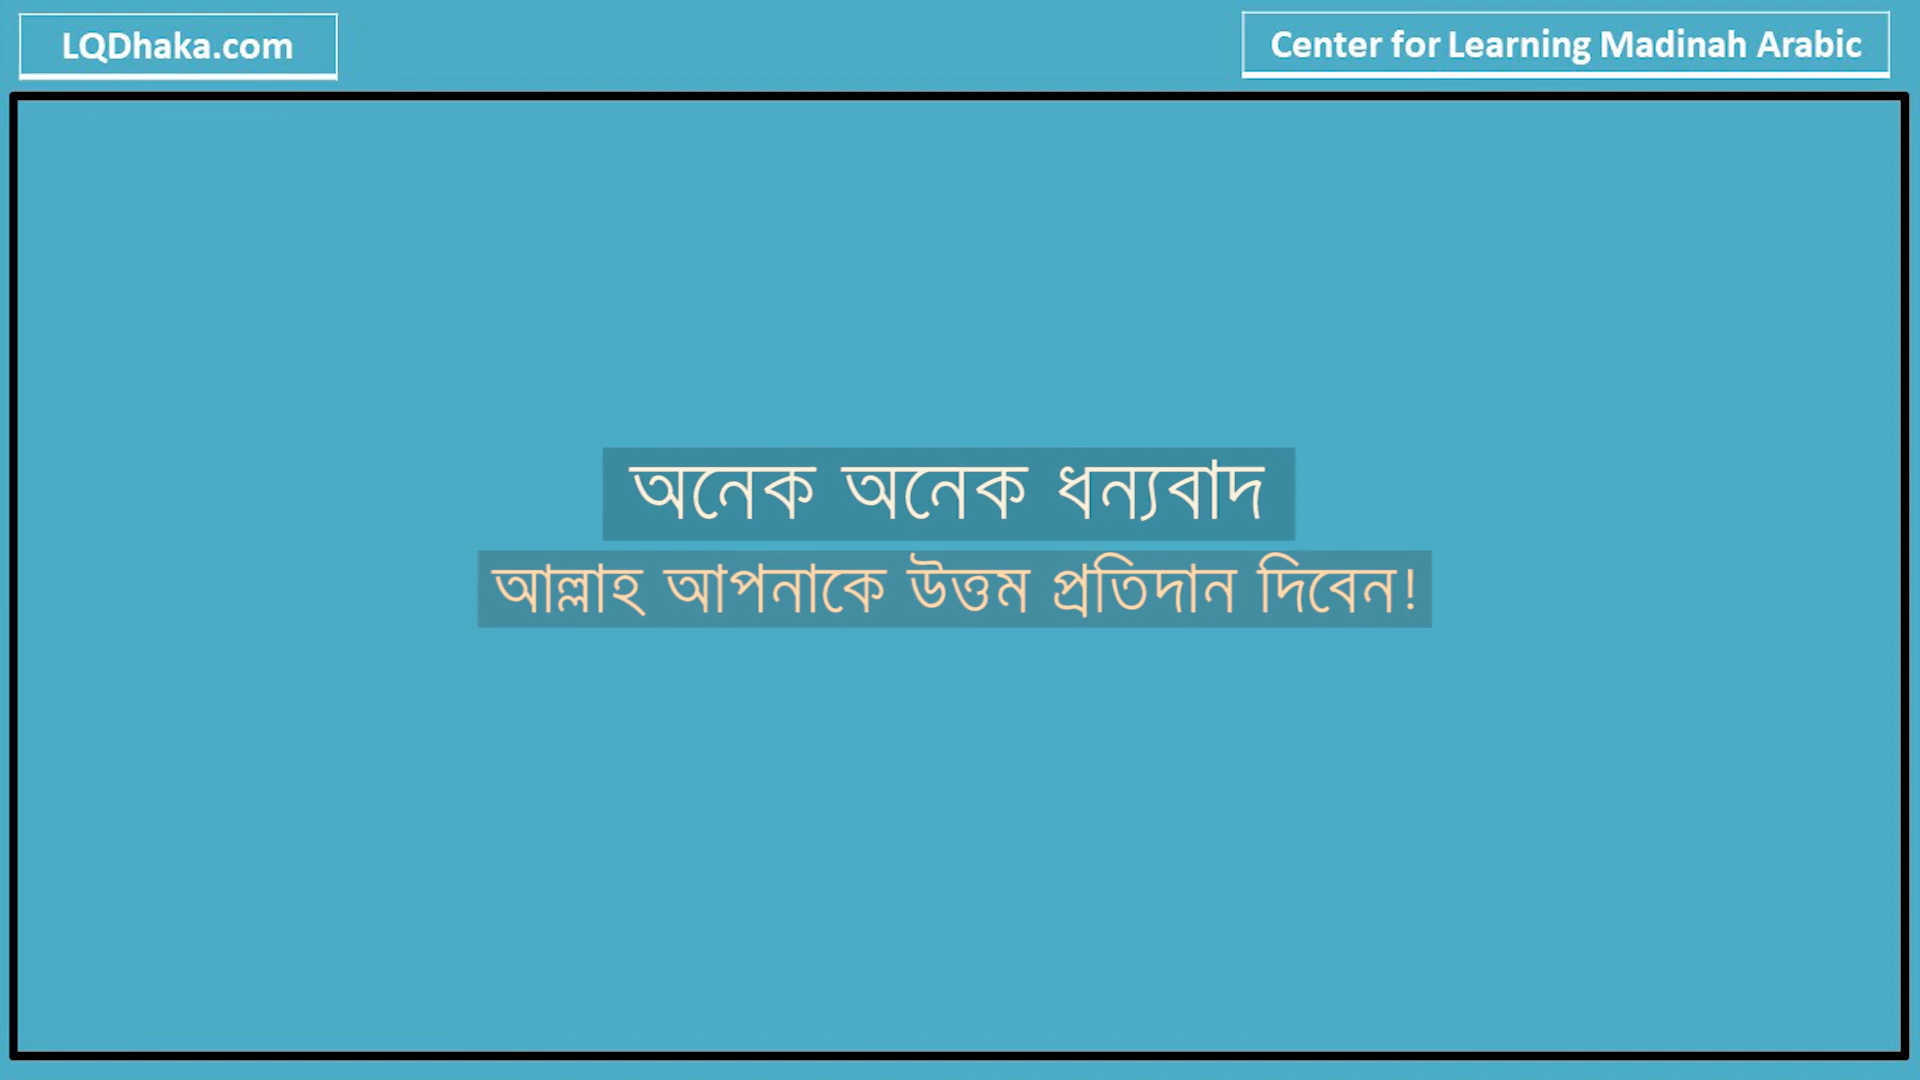 LQDhaka.com
Center for Learning Madinah Arabic
অনেক অনেক ধন্যবাদ
আল্লাহ আপনাকে উত্তম প্রতিদান দিবেন!